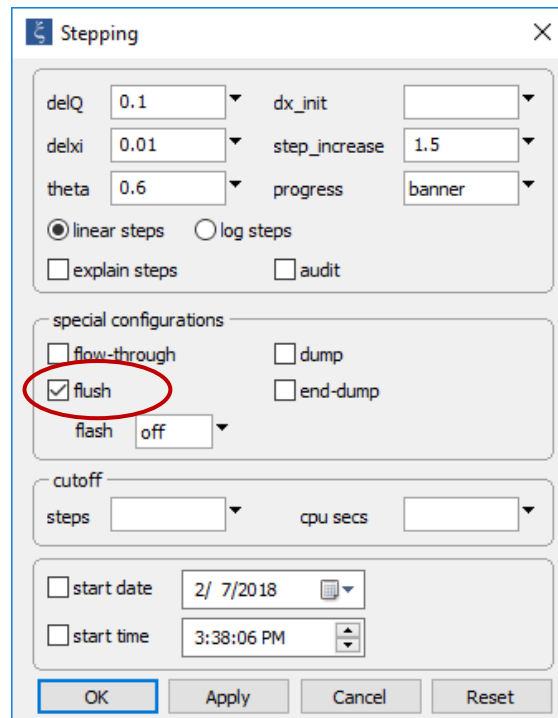 ξ Stepping
delQ 0.1 dx_init
delxi 0.01 step_increase 1.5
theta 0.6 progress banner
linear steps log steps
explain steps audit
special configurations
flow-through dump
flush end-dump
flash off
cutoff
steps cpu secs
start date 2/ 7/2018
start time 3:38:06 PM
OK Apply Cancel Reset